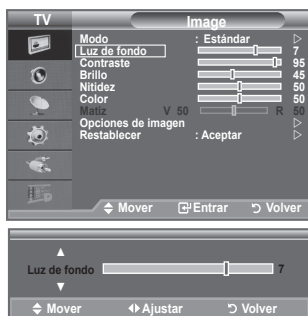 TV Image
Modo : Estándar
Luz de fondo 7
Contraste 95
Brillo 45
Nitidez 50
Color 50
Matiz V 50 R 50
Opciones de imagen
Restablecer : Aceptar
Mover Entrar Volver
Luz de fondo 7
Mover Ajustar Volver